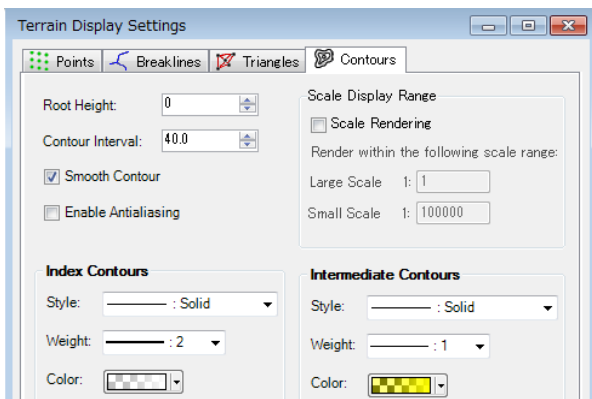 Terrain Display Settings
Points Breaklines Triangles Contours
Root Height: 0
Contour Interval: 40.0
Smooth Contour
Enable Antialiasing
Scale Display Range
Scale Rendering
Render within the following scale range:
Large Scale 1: 1
Small Scale 1: 100000
Index Contours
Style: : Solid
Weight: : 2
Color:
Intermediate Contours
Style: : Solid
Weight: : 1
Color: